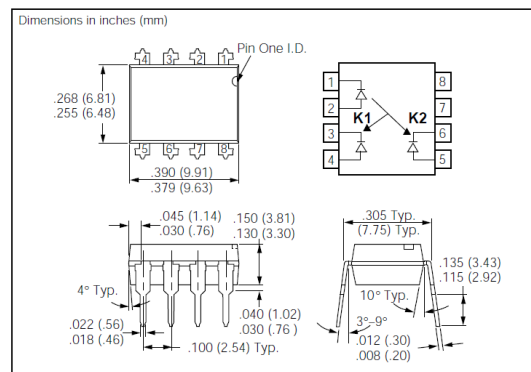 Dimensions in inches (mm)
4 3 2 1
Pin One I.D.
.268 (6.81)
.255 (6.48)
5 6 7 8
.390 (9.91)
.379 (9.63)
1
2
3
4
K1
K2
8
7
6
5
.045 (1.14)
.030 (.76)
.150 (3.81)
.130 (3.30)
4° Typ.
.022 (.56)
.018 (.46)
.040 (1.02)
.030 (.76 )
.100 (2.54) Typ.
.305 Typ.
(7.75) Typ.
.135 (3.43)
.115 (2.92)
10° Typ.
3°–9°
.012 (.30)
.008 (.20)